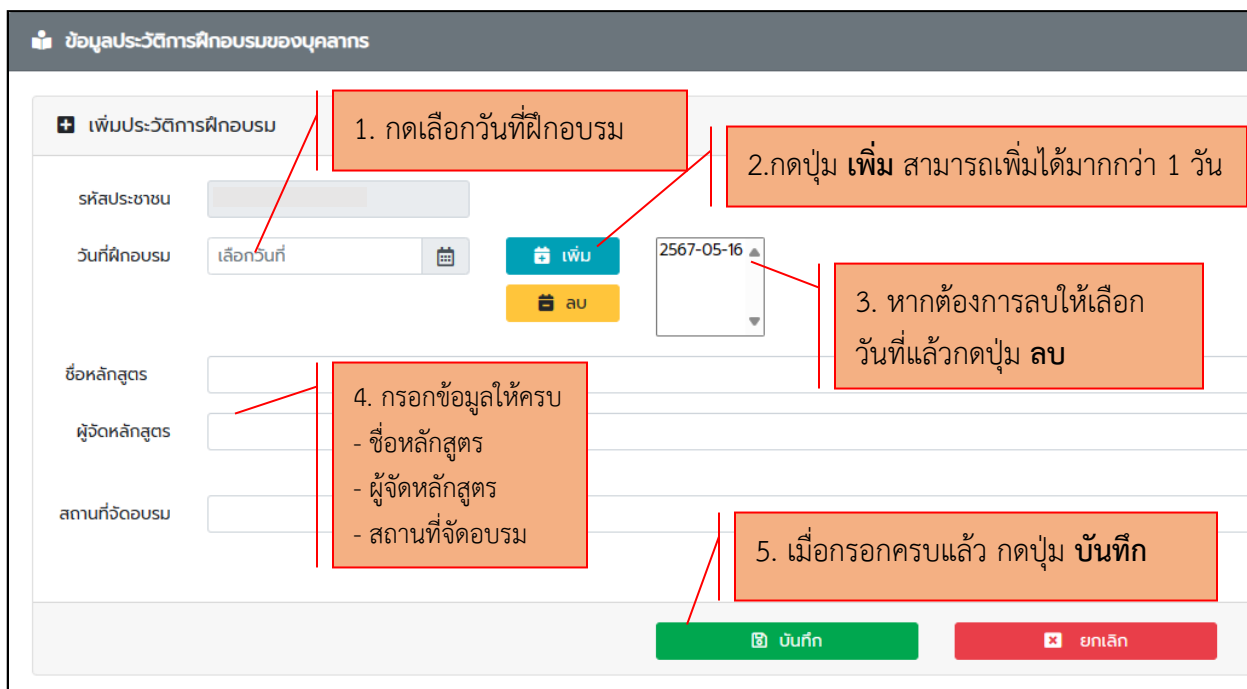 ข้อมูลประวัติการฝึกอบรมของบุคลากร
เพิ่มประวัติการฝึกอบรม
1. กดเลือกวันที่ฝึกอบรม
2.กดปุ่ม เพิ่ม สามารถเพิ่มได้มากกว่า 1 วัน
รหัสประชาชน
วันที่ฝึกอบรม
เลือกวันที่
เพิ่ม
2567-05-16
ลบ
3. หากต้องการลบให้เลือก
วันที่แล้วกดปุ่ม ลบ
ชื่อหลักสูตร
ผู้จัดหลักสูตร
สถานที่จัดอบรม
4. กรอกข้อมูลให้ครบ
- ชื่อหลักสูตร
- ผู้จัดหลักสูตร
- สถานที่จัดอบรม
5. เมื่อกรอกครบแล้ว กดปุ่ม บันทึก
บันทึก
ยกเลิก